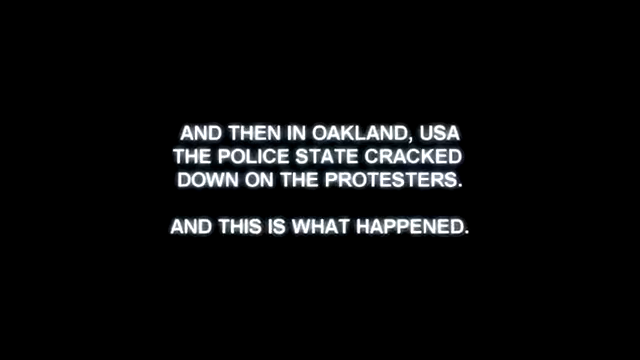 AND THEN IN OAKLAND, USA
THE POLICE STATE CRACKED
DOWN ON THE PROTESTERS.
AND THIS IS WHAT HAPPENED.